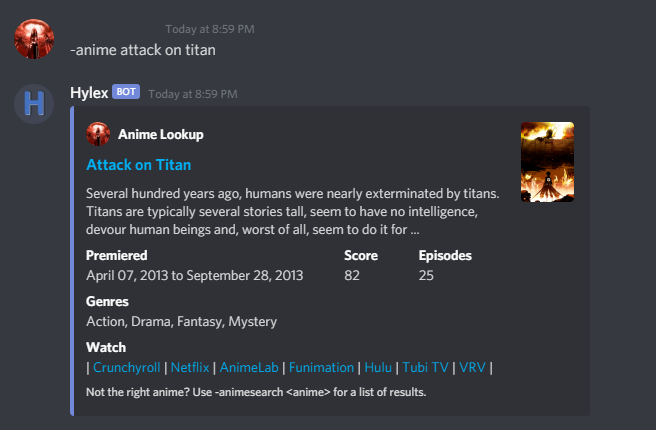 Today at 8:59 PM
-anime attack on titan
H
Hylex BOT Today at 8:59 PM
Anime Lookup
Attack on Titan
Several hundred years ago, humans were nearly exterminated by titans.
Titans are typically several stories tall, seem to have no intelligence,
devour human beings and, worst of all, seem to do it for ...
Premiered Score Episodes
April 07, 2013 to September 28, 2013 82 25
Genres
Action, Drama, Fantasy, Mystery
Watch
| Crunchyroll | Netflix | AnimeLab | Funimation | Hulu | Tubi TV | VRV |
Not the right anime? Use -animesearch <anime> for a list of results.